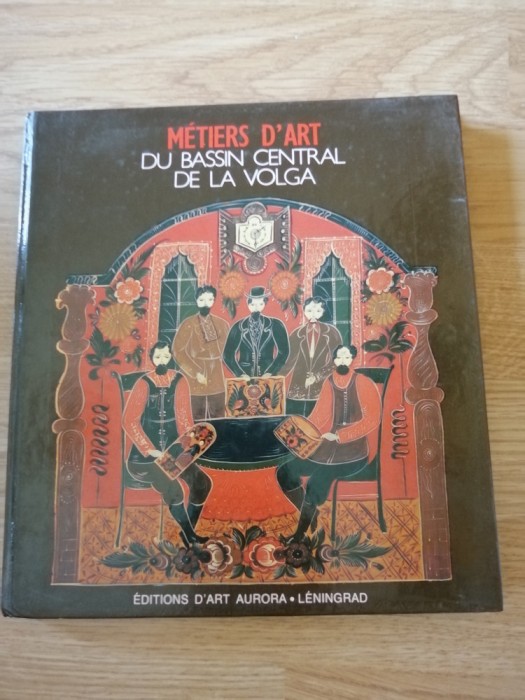 MÉTIERS D'ART
DU BASSIN CENTRAL
DE LA VOLGA
ÉDITIONS D'ART AURORA • LÉNINGRAD